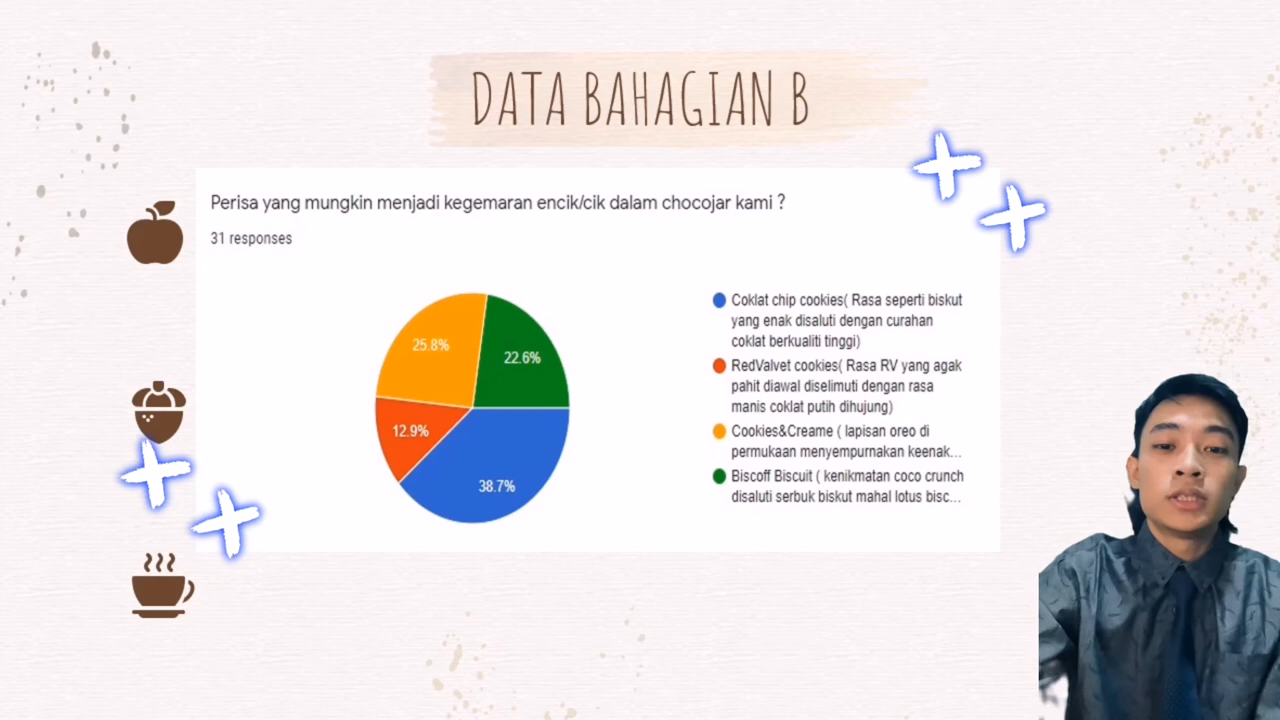 DATA BAHAGIAN B
Perisa yang mungkin menjadi kegemaran encik/cik dalam chocojar kami ?
31 responses
25.8%
22.6%
12.9%
38.7%
Coklat chip cookies( Rasa seperti biskut
yang enak disaluti dengan curahan
coklat berkualiti tinggi)
RedValvet cookies( Rasa RV yang agak
pahit diawal diselimuti dengan rasa
manis coklat putih dihujung)
Cookies&Creame ( lapisan oreo di
permukaan menyempurnakan keenak...
Biscoff Biscuit ( kenikmatan coco crunch
disaluti serbuk biskut mahal lotus bisc...